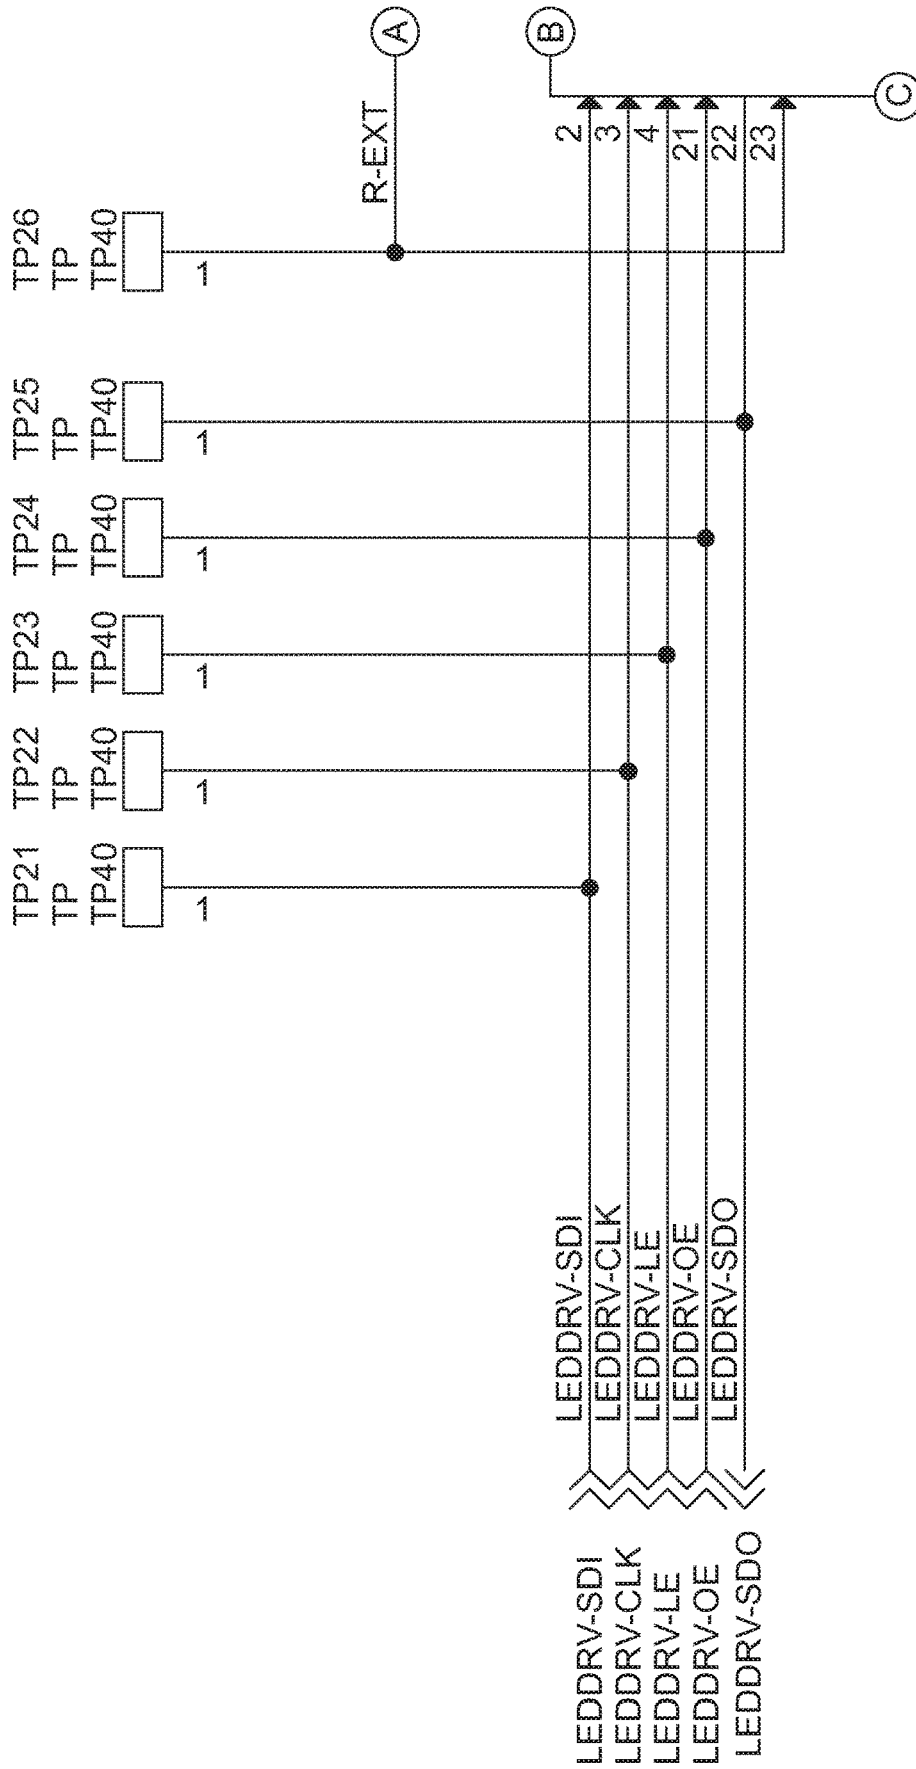 TP21
TP
TP40
1
TP22
TP
TP40
1
TP23
TP
TP40
1
TP24
TP
TP40
1
TP25
TP
TP40
1
TP26
TP
TP40
1
R-EXT
A
B
C
LEDDRV-SDI
LEDDRV-CLK
LEDDRV-LE
LEDDRV-OE
LEDDRV-SDO
LEDDRV-SDI
LEDDRV-CLK
LEDDRV-LE
LEDDRV-OE
LEDDRV-SDO
2
3
4
21
22
23